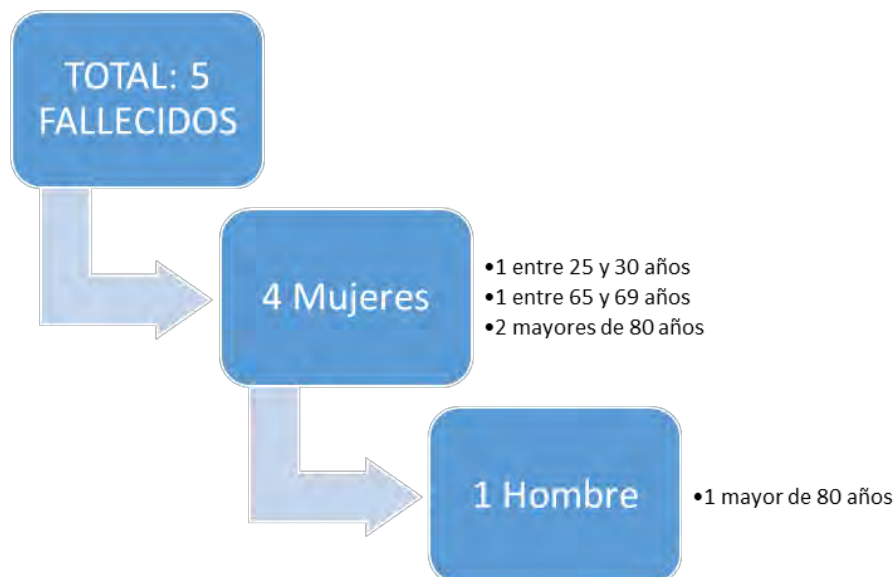 TOTAL: 5
FALLECIDOS
4 Mujeres
•1 entre 25 y 30 años
•1 entre 65 y 69 años
•2 mayores de 80 años
1 Hombre
•1 mayor de 80 años